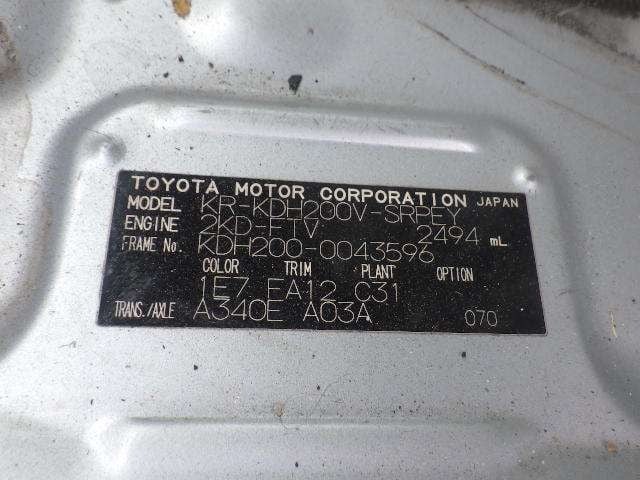 TOYOTA MOTOR CORPORATION JAPAN
MODEL KR-KDH200V-SRPEY
ENGINE 2KD-FTV 2494 mL
FRAME No. KDH200-0043596
COLOR TRIM PLANT OPTION
1E7 FA12 C31
TRANS./AXLE A340E A03A 070